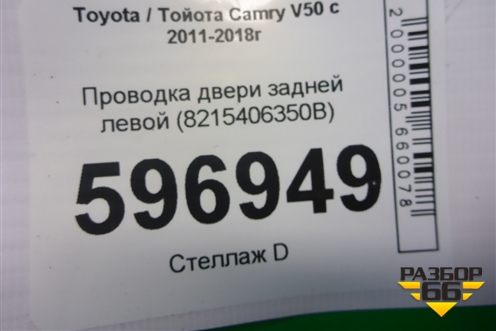 Toyota / Тойота Camry V50 с
2011-2018г
Проводка двери задней
левой (8215406350B)
596949
Стеллаж D
2000005660078
РАЗБОР
66